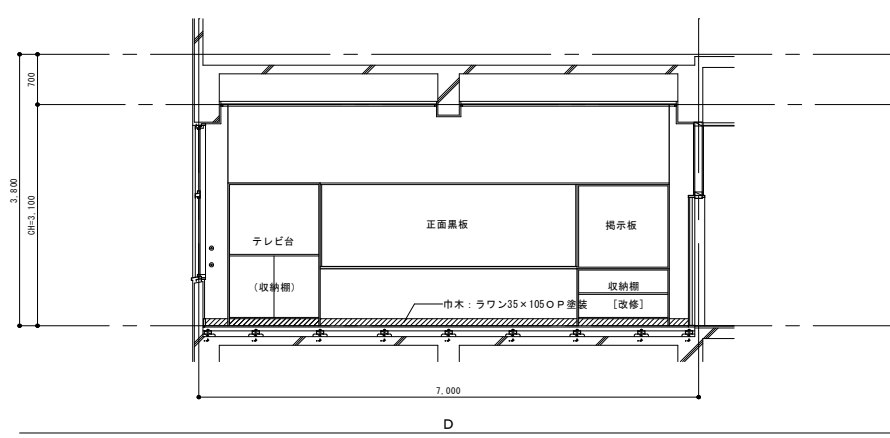 700
3,800
CH=3,100
テレビ台
(収納棚)
正面黒板
掲示板
収納棚
[改修]
巾木：ラワン35×105ＯＰ塗装
7,000
D